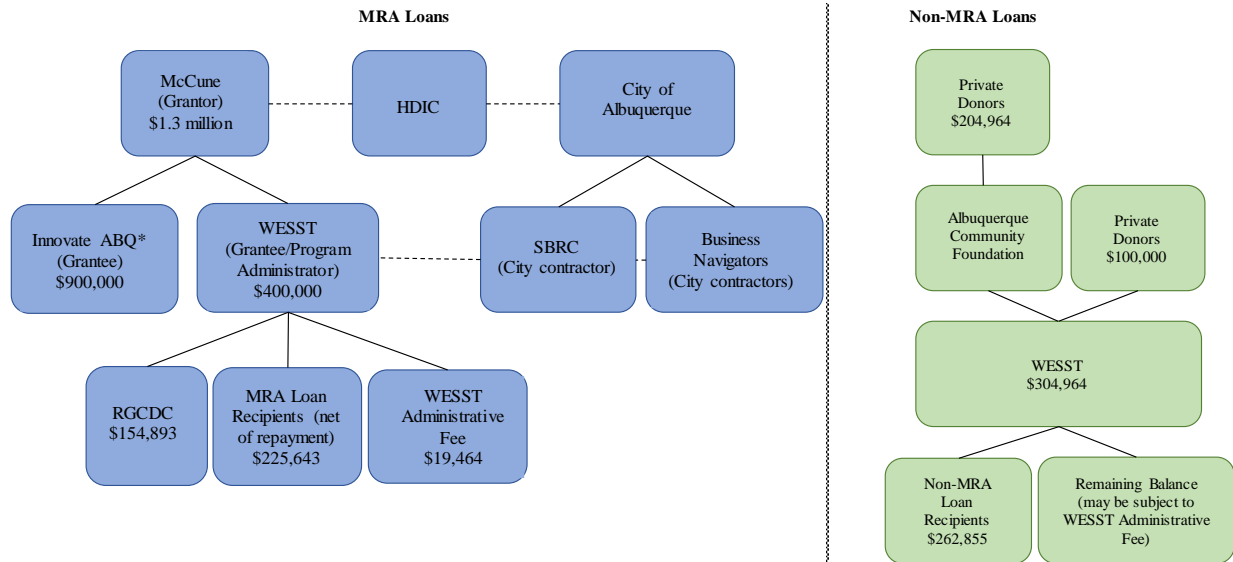 MRA Loans
Non-MRA Loans
McCune
(Grantor)
$1.3 million
HDIC
City of
Albuquerque
Private
Donors
$204,964
Innovate ABQ*
(Grantee)
$900,000
WESST
(Grantee/Program
Administrator)
$400,000
SBRC
(City contractor)
Business
Navigators
(City contractors)
Albuquerque
Community
Foundation
Private
Donors
$100,000
WESST
$304,964
RGCDC
$154,893
MRA Loan
Recipients (net
of repayment)
$225,643
WESST
Administrative
Fee
$19,464
Non-MRA
Loan
Recipients
$262,855
Remaining Balance
(may be subject to
WESST Administrative
Fee)